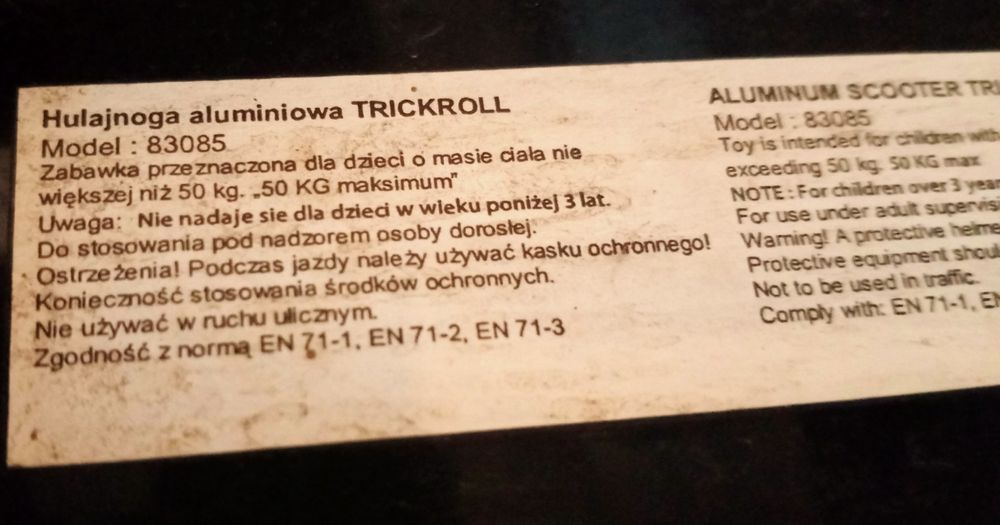 Hulajnoga aluminiowa TRICKROLL
Model : 83085
Zabawka przeznaczona dla dzieci o masie ciała nie
większej niż 50 kg. „50 KG maksimum"
Uwaga: Nie nadaje sie dla dzieci w wieku poniżej 3 lat.
Do stosowania pod nadzorem osoby dorosłej.
Ostrzeżenia! Podczas jazdy należy używać kasku ochronnego!
Konieczność stosowania środków ochronnych.
Nie używać w ruchu ulicznym.
Zgodność z normą EN 71-1, EN 71-2, EN 71-3
ALUMINUM SCOOTER
Model : 83085
Toy is intended for children with
exceeding 50 kg. 50 KG max
NOTE : For children over 3
For use under adult
Warning! A protective
Protective equipment
Not to be used in traffic.
Comply with: EN 71-1,